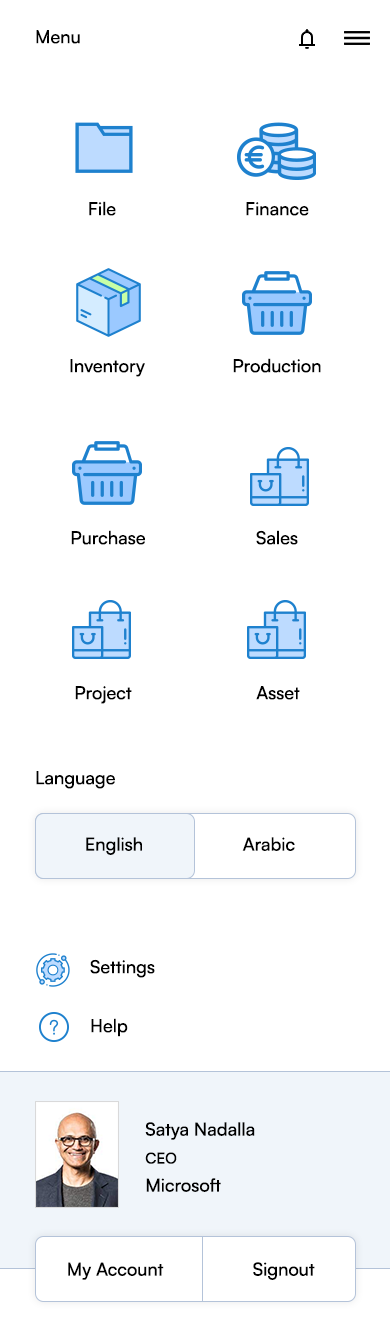 Menu
File
Finance
Inventory
Production
Purchase
Sales
Project
Asset
Language
English
Arabic
Settings
?
Help
Satya Nadalla
CEO
Microsoft
My Account
Signout